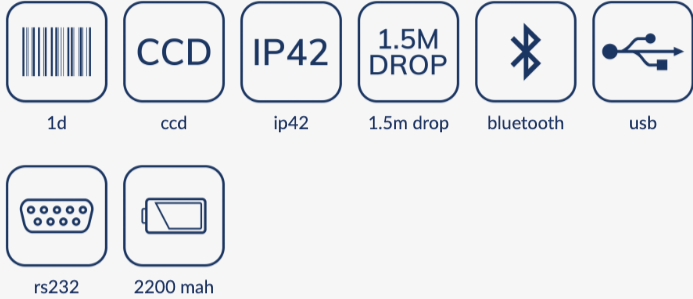 CCD
IP42
1.5M
DROP
1d
ccd
ip42
1.5m drop
bluetooth
usb
rs232
2200 mah